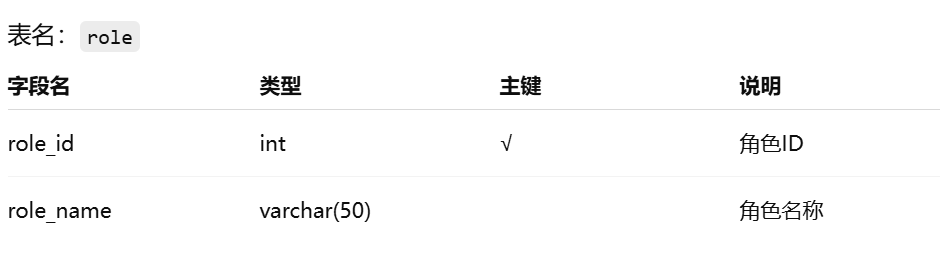 表名：role
字段名 类型 主键 说明
role_id int √ 角色ID
role_name varchar(50) 角色名称